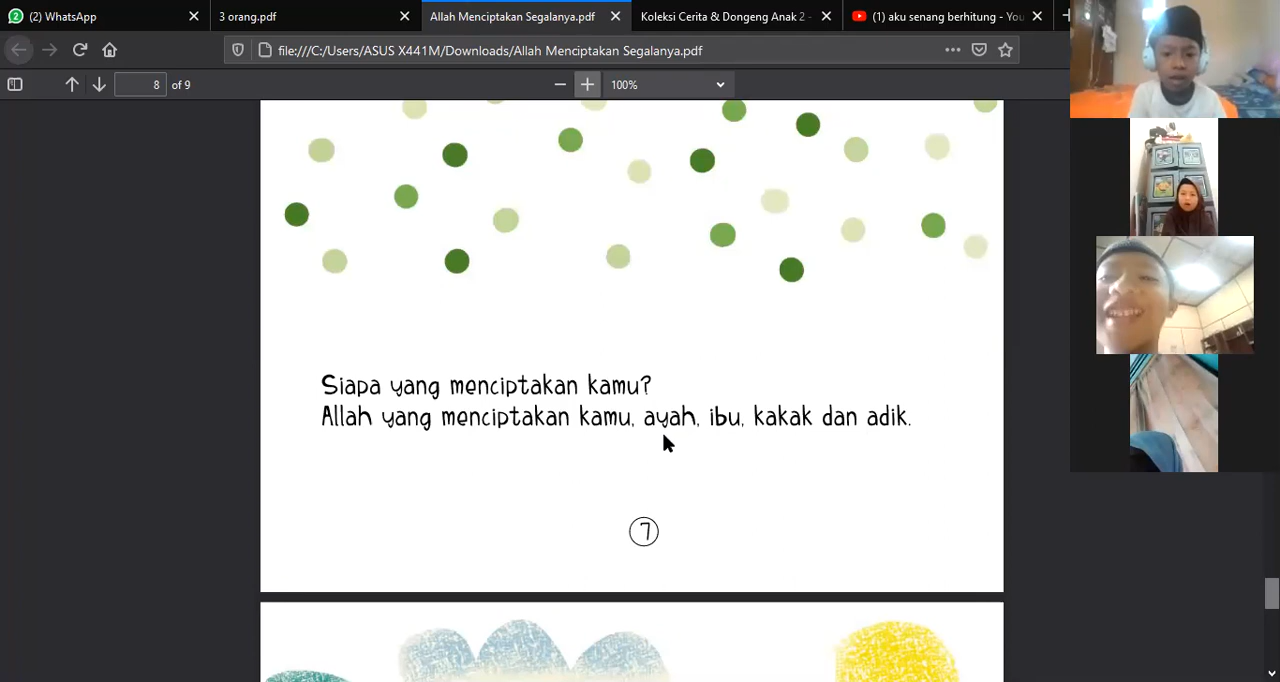 (2) WhatsApp
3 orang.pdf
Allah Menciptakan Segalanya.pdf
Koleksi Cerita & Dongeng Anak 2 -
(1) aku senang berhitung - You
file:///C:/Users/ASUS X441M/Downloads/Allah Menciptakan Segalanya.pdf
8 of 9
100%
Siapa yang menciptakan kamu?
Allah yang menciptakan kamu, ayah, ibu, kakak dan adik.
7